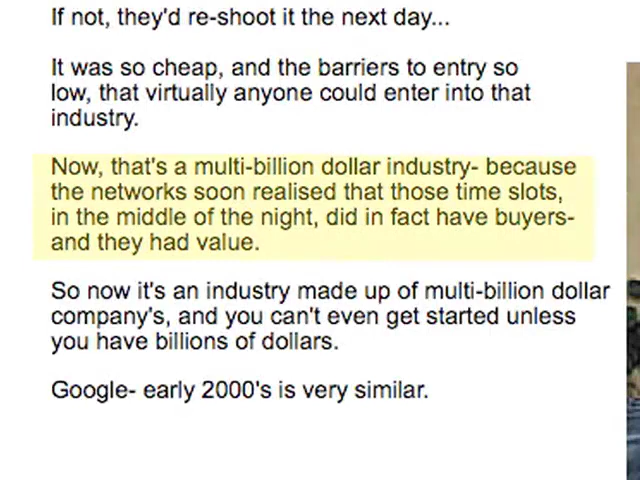 If not, they'd re-shoot it the next day...
It was so cheap, and the barriers to entry so
low, that virtually anyone could enter into that
industry.
Now, that's a multi-billion dollar industry- because
the networks soon realised that those time slots,
in the middle of the night, did in fact have buyers-
and they had value.
So now it's an industry made up of multi-billion dollar
company's, and you can't even get started unless
you have billions of dollars.
Google- early 2000's is very similar.